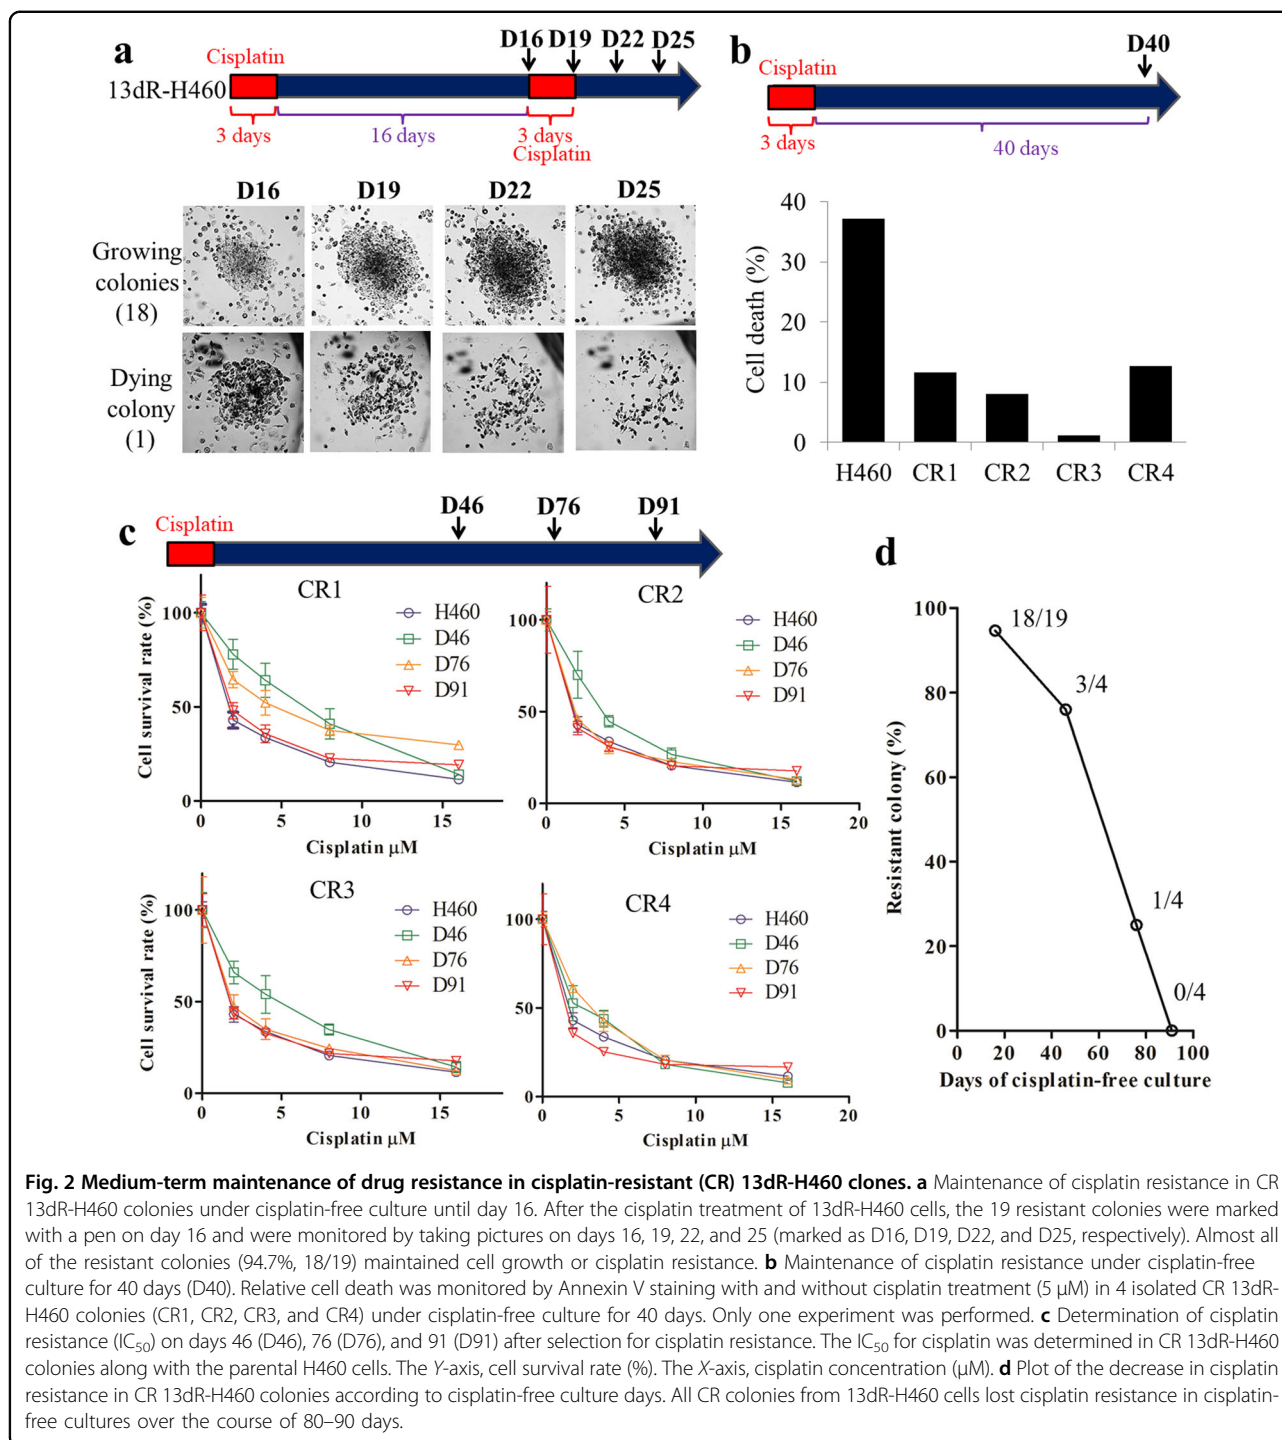 a
D16 D19 D22 D25
Cisplatin
13dR-H460
3 days 16 days 3 days
Cisplatin
D16 D19 D22 D25
Growing
colonies
(18)
Dying
colony
(1)
b
D40
Cisplatin
3 days 40 days
Cell death (%)
40
30
20
10
0
H460 CR1 CR2 CR3 CR4
c
D46 D76 D91
Cisplatin
CR1
Cell survival rate (%)
100
50
0
H460
D46
D76
D91
0 5 10 15
Cisplatin µM
CR2
100
50
0
H460
D46
D76
D91
0 5 10 15 20
Cisplatin µM
CR3
Cell survival rate (%)
100
50
0
H460
D46
D76
D91
0 5 10 15
Cisplatin µM
CR4
100
50
0
H460
D46
D76
D91
0 5 10 15 20
Cisplatin µM
d
Resistant colony (%)
100
80
60
40
20
0
18/19
3/4
1/4
0/4
0 20 40 60 80 100
Days of cisplatin-free culture
Fig. 2 Medium-term maintenance of drug resistance in cisplatin-resistant (CR) 13dR-H460 clones. a Maintenance of cisplatin resistance in CR
13dR-H460 colonies under cisplatin-free culture until day 16. After the cisplatin treatment of 13dR-H460 cells, the 19 resistant colonies were marked
with a pen on day 16 and were monitored by taking pictures on days 16, 19, 22, and 25 (marked as D16, D19, D22, and D25, respectively). Almost all
of the resistant colonies (94.7%, 18/19) maintained cell growth or cisplatin resistance. b Maintenance of cisplatin resistance under cisplatin-free
culture for 40 days (D40). Relative cell death was monitored by Annexin V staining with and without cisplatin treatment (5 µM) in 4 isolated CR 13dR-
H460 colonies (CR1, CR2, CR3, and CR4) under cisplatin-free culture for 40 days. Only one experiment was performed. c Determination of cisplatin
resistance (IC50) on days 46 (D46), 76 (D76), and 91 (D91) after selection for cisplatin resistance. The IC50 for cisplatin was determined in CR 13dR-H460
colonies along with the parental H460 cells. The Y-axis, cell survival rate (%). The X-axis, cisplatin concentration (µM). d Plot of the decrease in cisplatin
resistance in CR 13dR-H460 colonies according to cisplatin-free culture days. All CR colonies from 13dR-H460 cells lost cisplatin resistance in cisplatin-
free cultures over the course of 80–90 days.